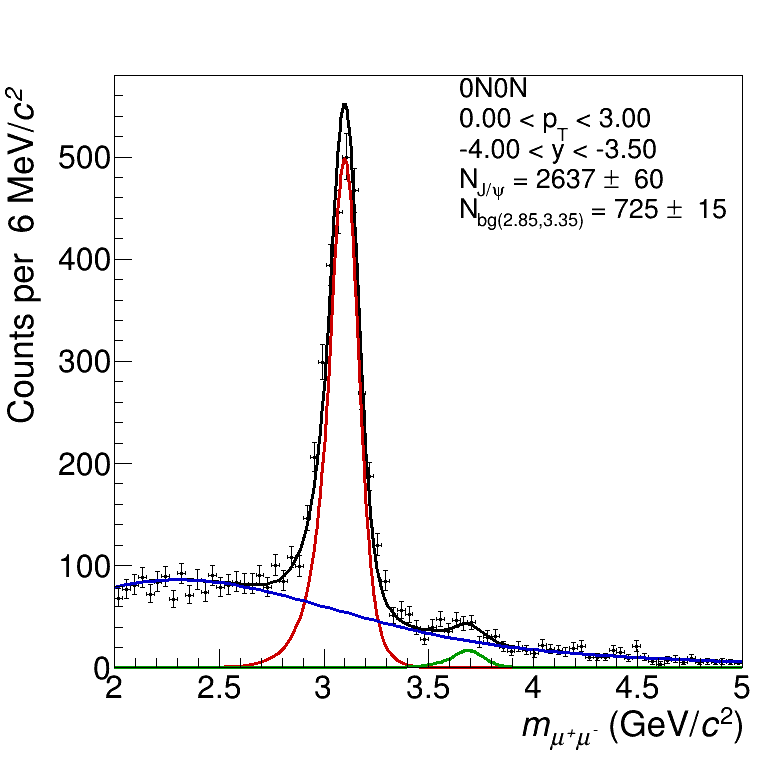 0N0N
0.00 < p_T < 3.00
-4.00 < y < -3.50
N_J/ψ = 2637 ± 60
N_bg(2.85,3.35) = 725 ± 15
Counts per 6 MeV/c²
500
400
300
200
100
0
2 2.5 3 3.5 4 4.5 5
m_μ⁺μ⁻ (GeV/c²)